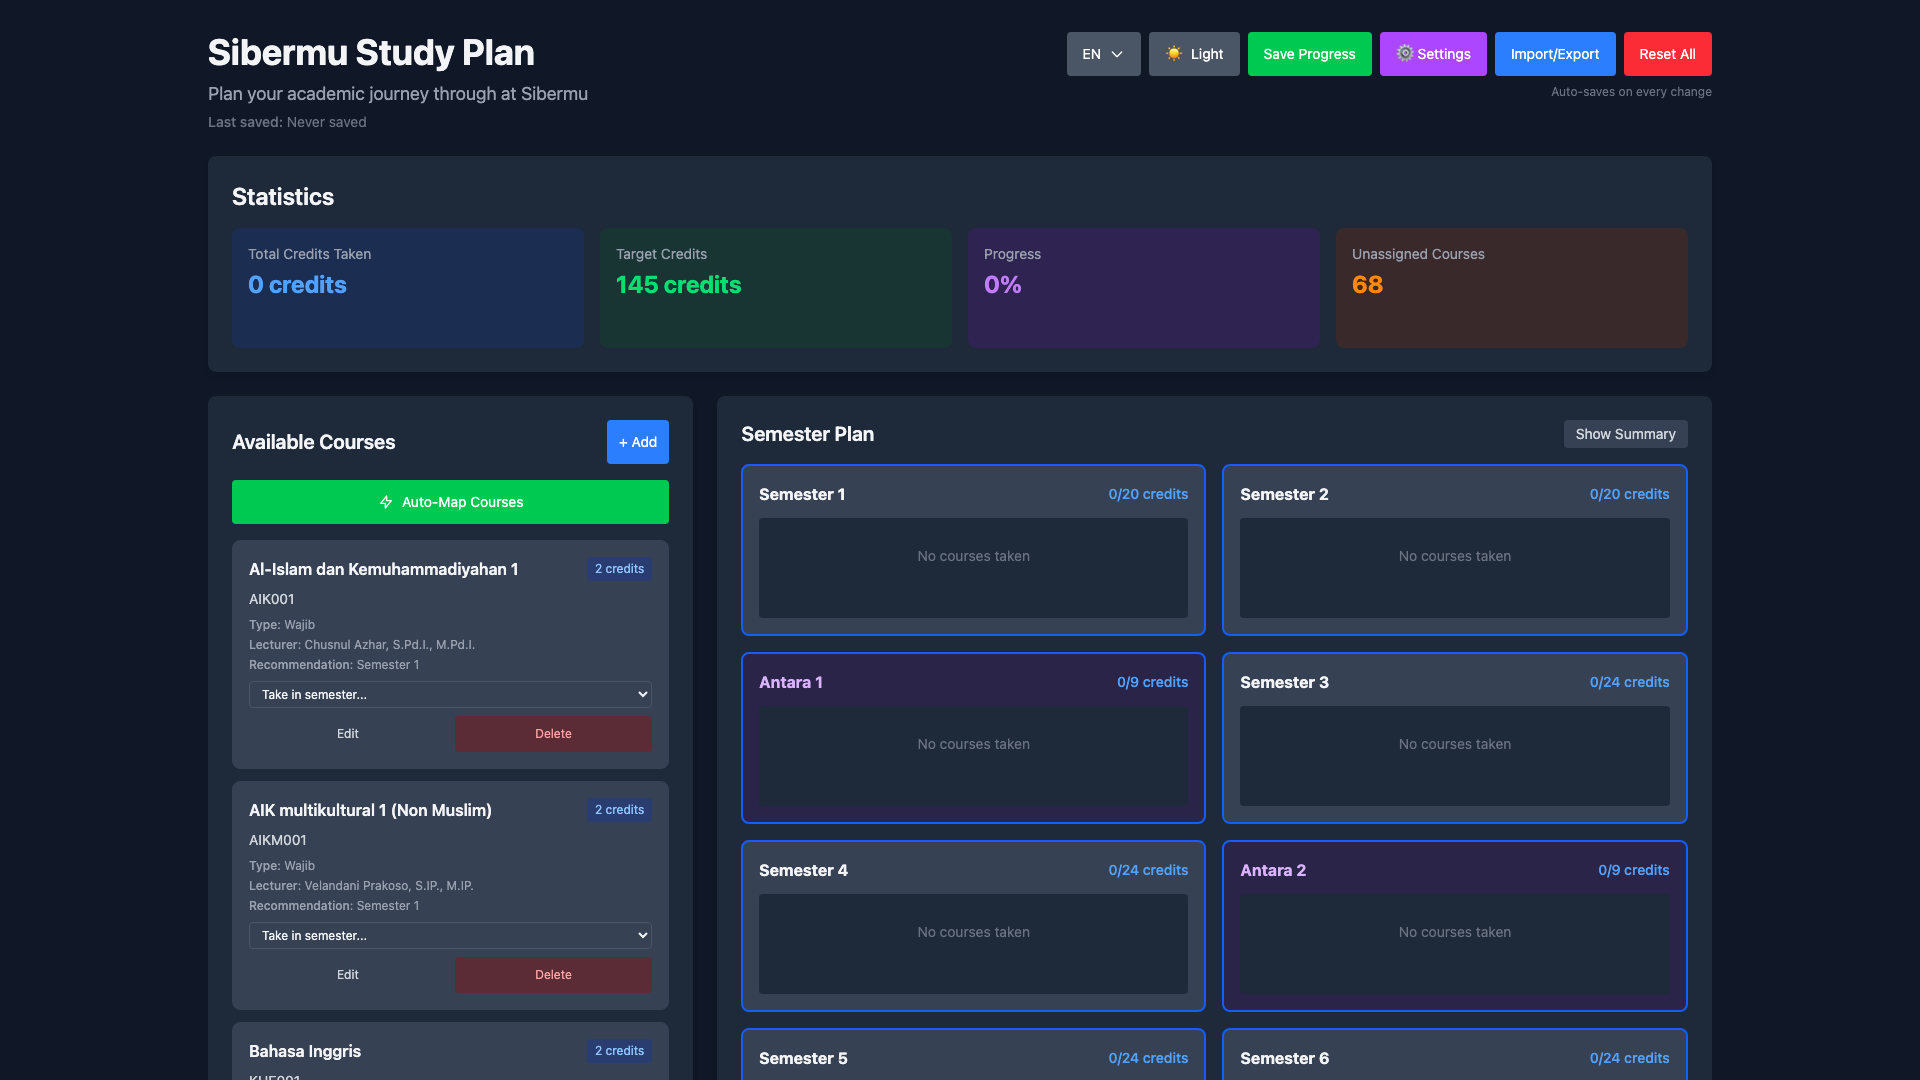 Sibermu Study Plan
Plan your academic journey through at Sibermu
Last saved: Never saved
EN
Light
Save Progress
Settings
Import/Export
Reset All
Auto-saves on every change
Statistics
Total Credits Taken
0 credits
Target Credits
145 credits
Progress
0%
Unassigned Courses
68
Available Courses
+ Add
Auto-Map Courses
Al-Islam dan Kemuhammadiyahan 1
2 credits
AIK001
Type: Wajib
Lecturer: Chusnul Azhar, S.Pd.I., M.Pd.I.
Recommendation: Semester 1
Take in semester...
Edit
Delete
AIK multikultural 1 (Non Muslim)
2 credits
AIKM001
Type: Wajib
Lecturer: Velandani Prakoso, S.IP., M.IP.
Recommendation: Semester 1
Take in semester...
Edit
Delete
Bahasa Inggris
2 credits
Semester Plan
Show Summary
Semester 1
0/20 credits
No courses taken
Semester 2
0/20 credits
No courses taken
Antara 1
0/9 credits
No courses taken
Semester 3
0/24 credits
No courses taken
Semester 4
0/24 credits
No courses taken
Antara 2
0/9 credits
No courses taken
Semester 5
0/24 credits
Semester 6
0/24 credits